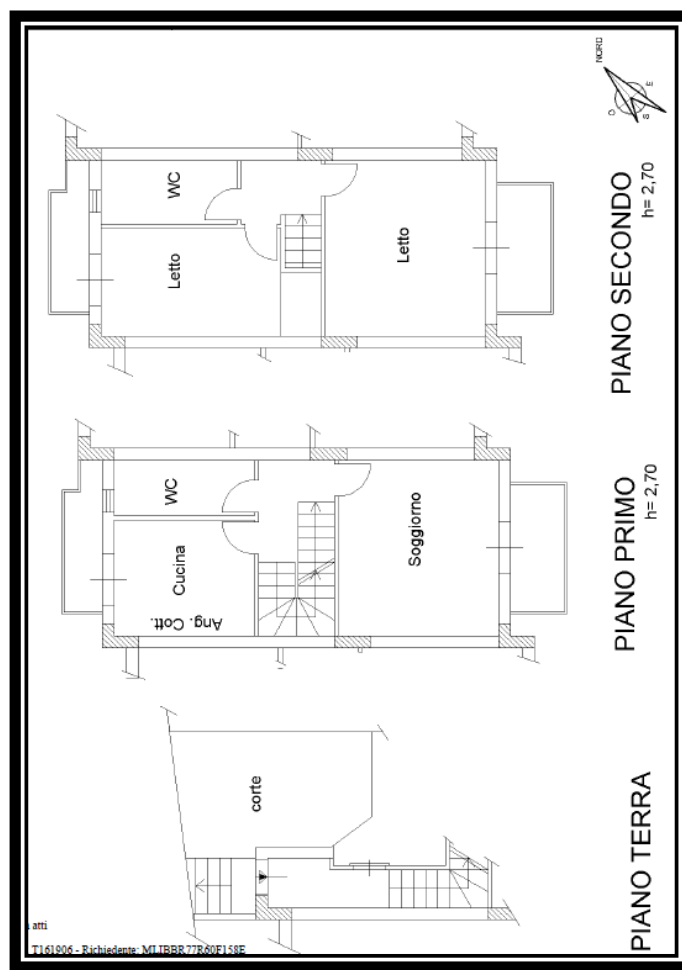 NORD
O
E
S
WC
Letto
Letto
PIANO SECONDO
h= 2,70
WC
Cucina
Ang. Cott.
Soggiorno
PIANO PRIMO
h= 2,70
corte
PIANO TERRA
atti
T161906 - Richiedente: MLIBBR77R60F158E